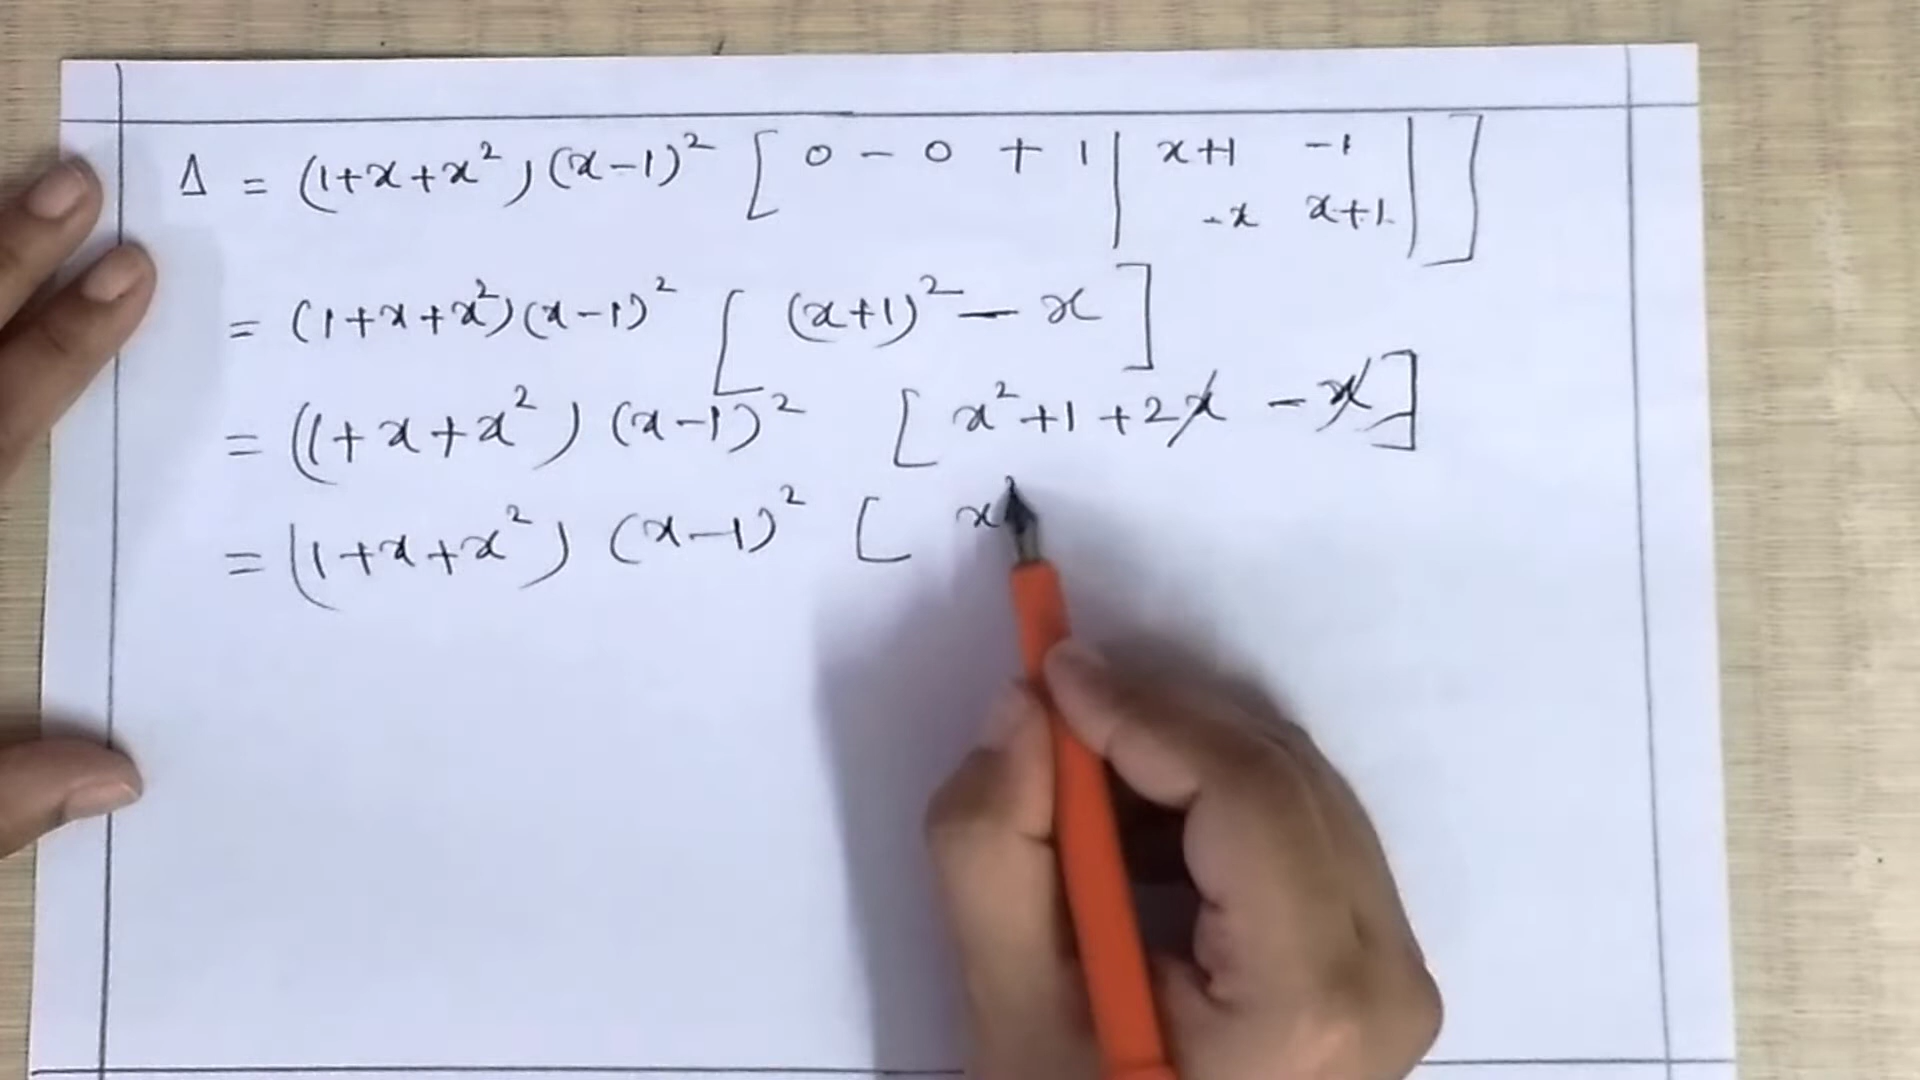 Δ = (1+x+x²)(x-1)² [ 0 - 0 + 1 | x+1 -1 | ]
-x x+1
= (1+x+x²)(x-1)² [ (x+1)² - x ]
= (1+x+x²) (x-1)² [ x²+1+2x - x ]
= (1+x+x²) (x-1)² [ x²